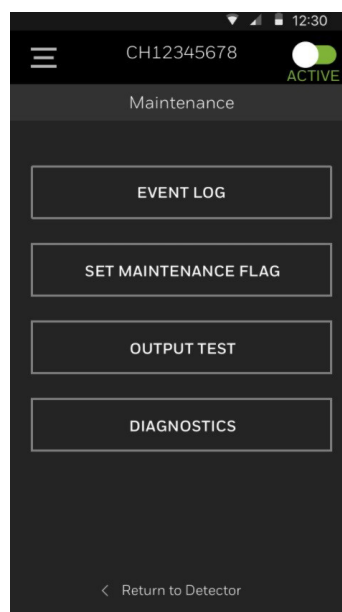 12:30
CH12345678
ACTIVE
Maintenance
EVENT LOG
SET MAINTENANCE FLAG
OUTPUT TEST
DIAGNOSTICS
Return to Detector